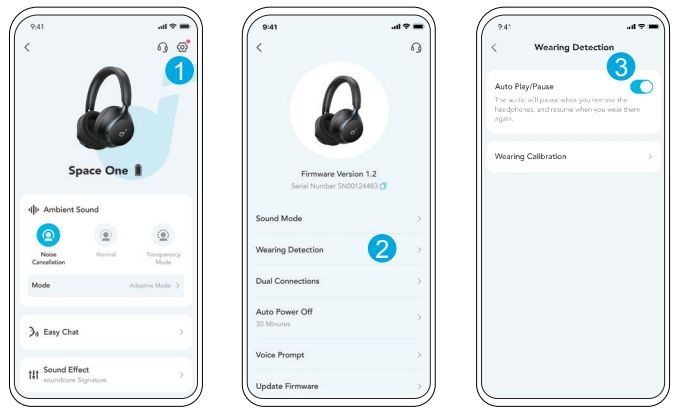 9:41
1
Space One
Ambient Sound
Noise
Cancellation
Normal
Transparency
Mode
Mode
Adaptive Mode
Easy Chat
Sound Effect
soundcore Signature
9:41
Firmware Version 1.2
Serial Number SN00124483
Sound Mode
Wearing Detection
2
Dual Connections
Auto Power Off
30 Minutes
Voice Prompt
Update Firmware
9:41
Wearing Detection
3
Auto Play/Pause
The audio will pause when you remove the
headphones, and resume when you wear them
again.
Wearing Calibration